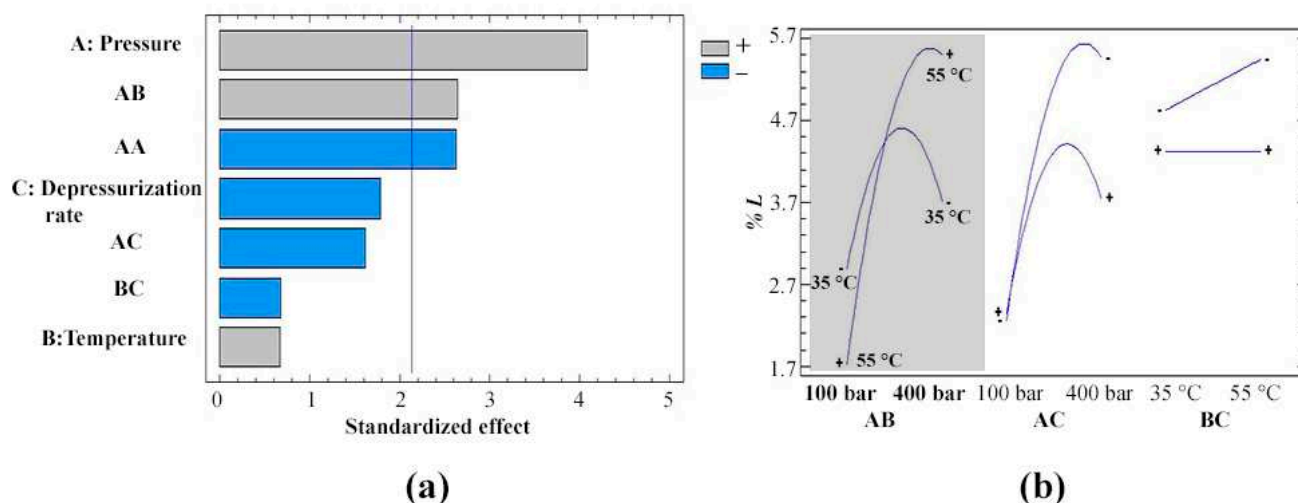 A: Pressure
AB
AA
C: Depressurization
rate
AC
BC
B:Temperature
0 1 2 3 4 5
Standardized effect
+
-
(a)
% L
5.7
4.7
3.7
2.7
1.7
+
55 °C
-
35 °C
-
35 °C
+ 55 °C
-
+
+
-
-
-
+ +
100 bar 400 bar 100 bar 400 bar 35 °C 55 °C
AB AC BC
(b)